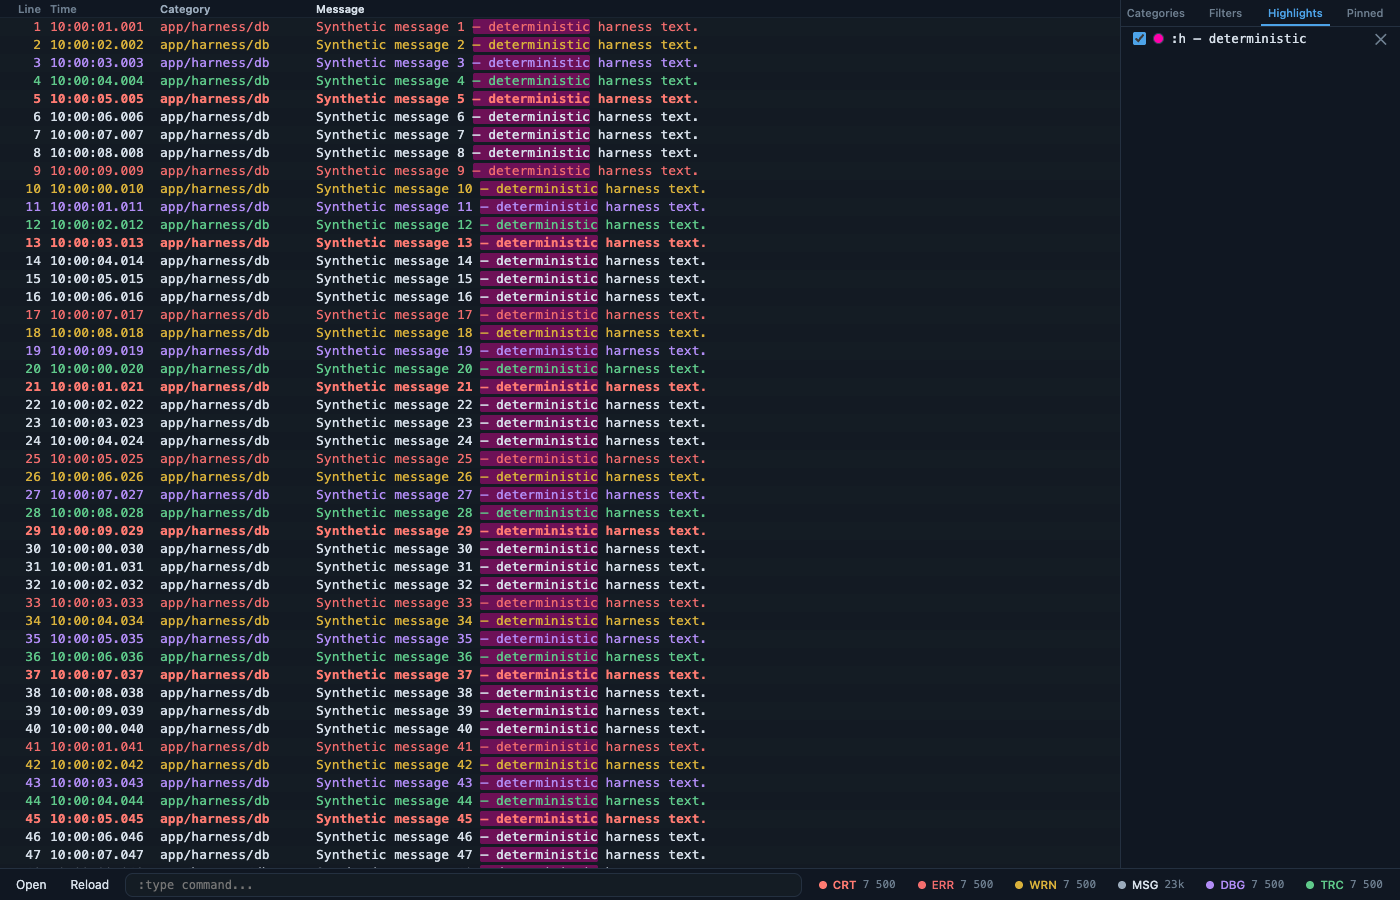 Line Time Category Message
1 10:00:01.001 app/harness/db Synthetic message 1 — deterministic harness text.
2 10:00:02.002 app/harness/db Synthetic message 2 — deterministic harness text.
3 10:00:03.003 app/harness/db Synthetic message 3 — deterministic harness text.
4 10:00:04.004 app/harness/db Synthetic message 4 — deterministic harness text.
5 10:00:05.005 app/harness/db Synthetic message 5 — deterministic harness text.
6 10:00:06.006 app/harness/db Synthetic message 6 — deterministic harness text.
7 10:00:07.007 app/harness/db Synthetic message 7 — deterministic harness text.
8 10:00:08.008 app/harness/db Synthetic message 8 — deterministic harness text.
9 10:00:09.009 app/harness/db Synthetic message 9 — deterministic harness text.
10 10:00:00.010 app/harness/db Synthetic message 10 — deterministic harness text.
11 10:00:01.011 app/harness/db Synthetic message 11 — deterministic harness text.
12 10:00:02.012 app/harness/db Synthetic message 12 — deterministic harness text.
13 10:00:03.013 app/harness/db Synthetic message 13 — deterministic harness text.
14 10:00:04.014 app/harness/db Synthetic message 14 — deterministic harness text.
15 10:00:05.015 app/harness/db Synthetic message 15 — deterministic harness text.
16 10:00:06.016 app/harness/db Synthetic message 16 — deterministic harness text.
17 10:00:07.017 app/harness/db Synthetic message 17 — deterministic harness text.
18 10:00:08.018 app/harness/db Synthetic message 18 — deterministic harness text.
19 10:00:09.019 app/harness/db Synthetic message 19 — deterministic harness text.
20 10:00:00.020 app/harness/db Synthetic message 20 — deterministic harness text.
21 10:00:01.021 app/harness/db Synthetic message 21 — deterministic harness text.
22 10:00:02.022 app/harness/db Synthetic message 22 — deterministic harness text.
23 10:00:03.023 app/harness/db Synthetic message 23 — deterministic harness text.
24 10:00:04.024 app/harness/db Synthetic message 24 — deterministic harness text.
25 10:00:05.025 app/harness/db Synthetic message 25 — deterministic harness text.
26 10:00:06.026 app/harness/db Synthetic message 26 — deterministic harness text.
27 10:00:07.027 app/harness/db Synthetic message 27 — deterministic harness text.
28 10:00:08.028 app/harness/db Synthetic message 28 — deterministic harness text.
29 10:00:09.029 app/harness/db Synthetic message 29 — deterministic harness text.
30 10:00:00.030 app/harness/db Synthetic message 30 — deterministic harness text.
31 10:00:01.031 app/harness/db Synthetic message 31 — deterministic harness text.
32 10:00:02.032 app/harness/db Synthetic message 32 — deterministic harness text.
33 10:00:03.033 app/harness/db Synthetic message 33 — deterministic harness text.
34 10:00:04.034 app/harness/db Synthetic message 34 — deterministic harness text.
35 10:00:05.035 app/harness/db Synthetic message 35 — deterministic harness text.
36 10:00:06.036 app/harness/db Synthetic message 36 — deterministic harness text.
37 10:00:07.037 app/harness/db Synthetic message 37 — deterministic harness text.
38 10:00:08.038 app/harness/db Synthetic message 38 — deterministic harness text.
39 10:00:09.039 app/harness/db Synthetic message 39 — deterministic harness text.
40 10:00:00.040 app/harness/db Synthetic message 40 — deterministic harness text.
41 10:00:01.041 app/harness/db Synthetic message 41 — deterministic harness text.
42 10:00:02.042 app/harness/db Synthetic message 42 — deterministic harness text.
43 10:00:03.043 app/harness/db Synthetic message 43 — deterministic harness text.
44 10:00:04.044 app/harness/db Synthetic message 44 — deterministic harness text.
45 10:00:05.045 app/harness/db Synthetic message 45 — deterministic harness text.
46 10:00:06.046 app/harness/db Synthetic message 46 — deterministic harness text.
47 10:00:07.047 app/harness/db Synthetic message 47 — deterministic harness text.
Categories Filters Highlights Pinned
:h — deterministic
Open Reload :type command... CRT 7 500 ERR 7 500 WRN 7 500 MSG 23k DBG 7 500 TRC 7 500